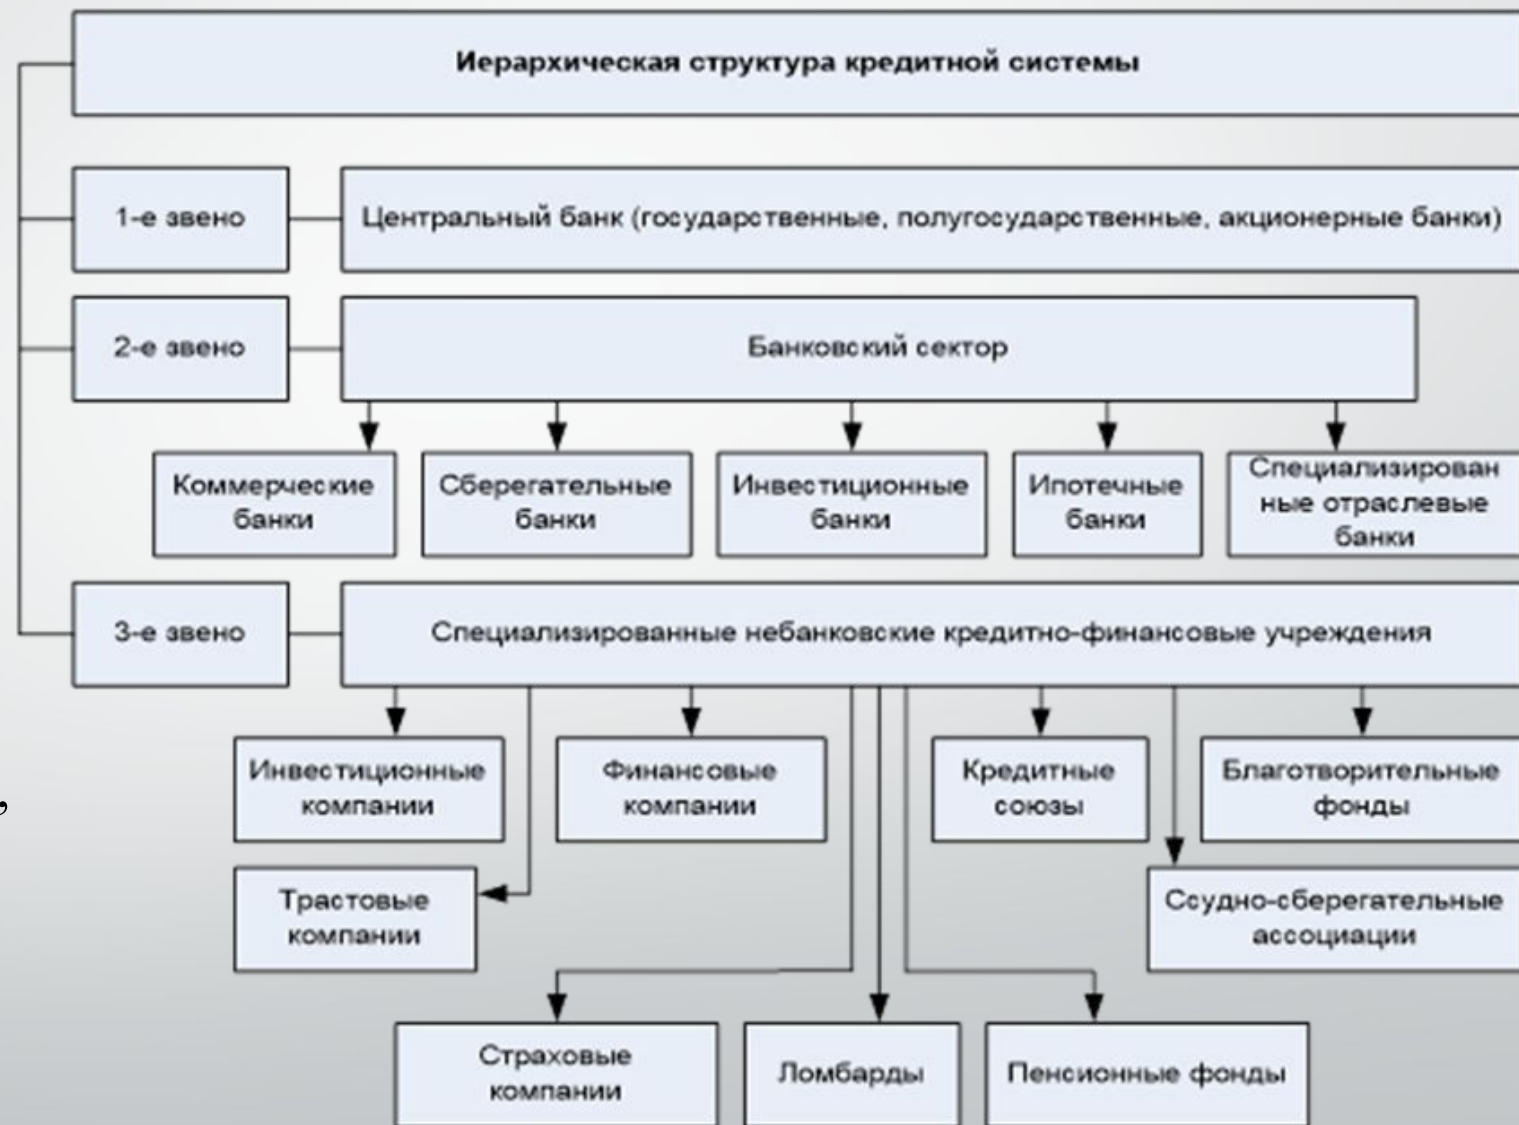 Иерархическая структура кредитной системы
1-е звено
Центральный банк (государственные, полугосударственные, акционерные банки)
2-е звено
Банковский сектор
Коммерческие
банки
Сберегательные
банки
Инвестиционные
банки
Ипотечные
банки
Специализирован
ные отраслевые
банки
3-е звено
Специализированные небанковские кредитно-финансовые учреждения
Инвестиционные
компании
Финансовые
компании
Кредитные
союзы
Благотворительные
фонды
,
Трастовые
компании
Ссудно-сберегательные
ассоциации
Страховые
компании
Ломбарды
Пенсионные фонды